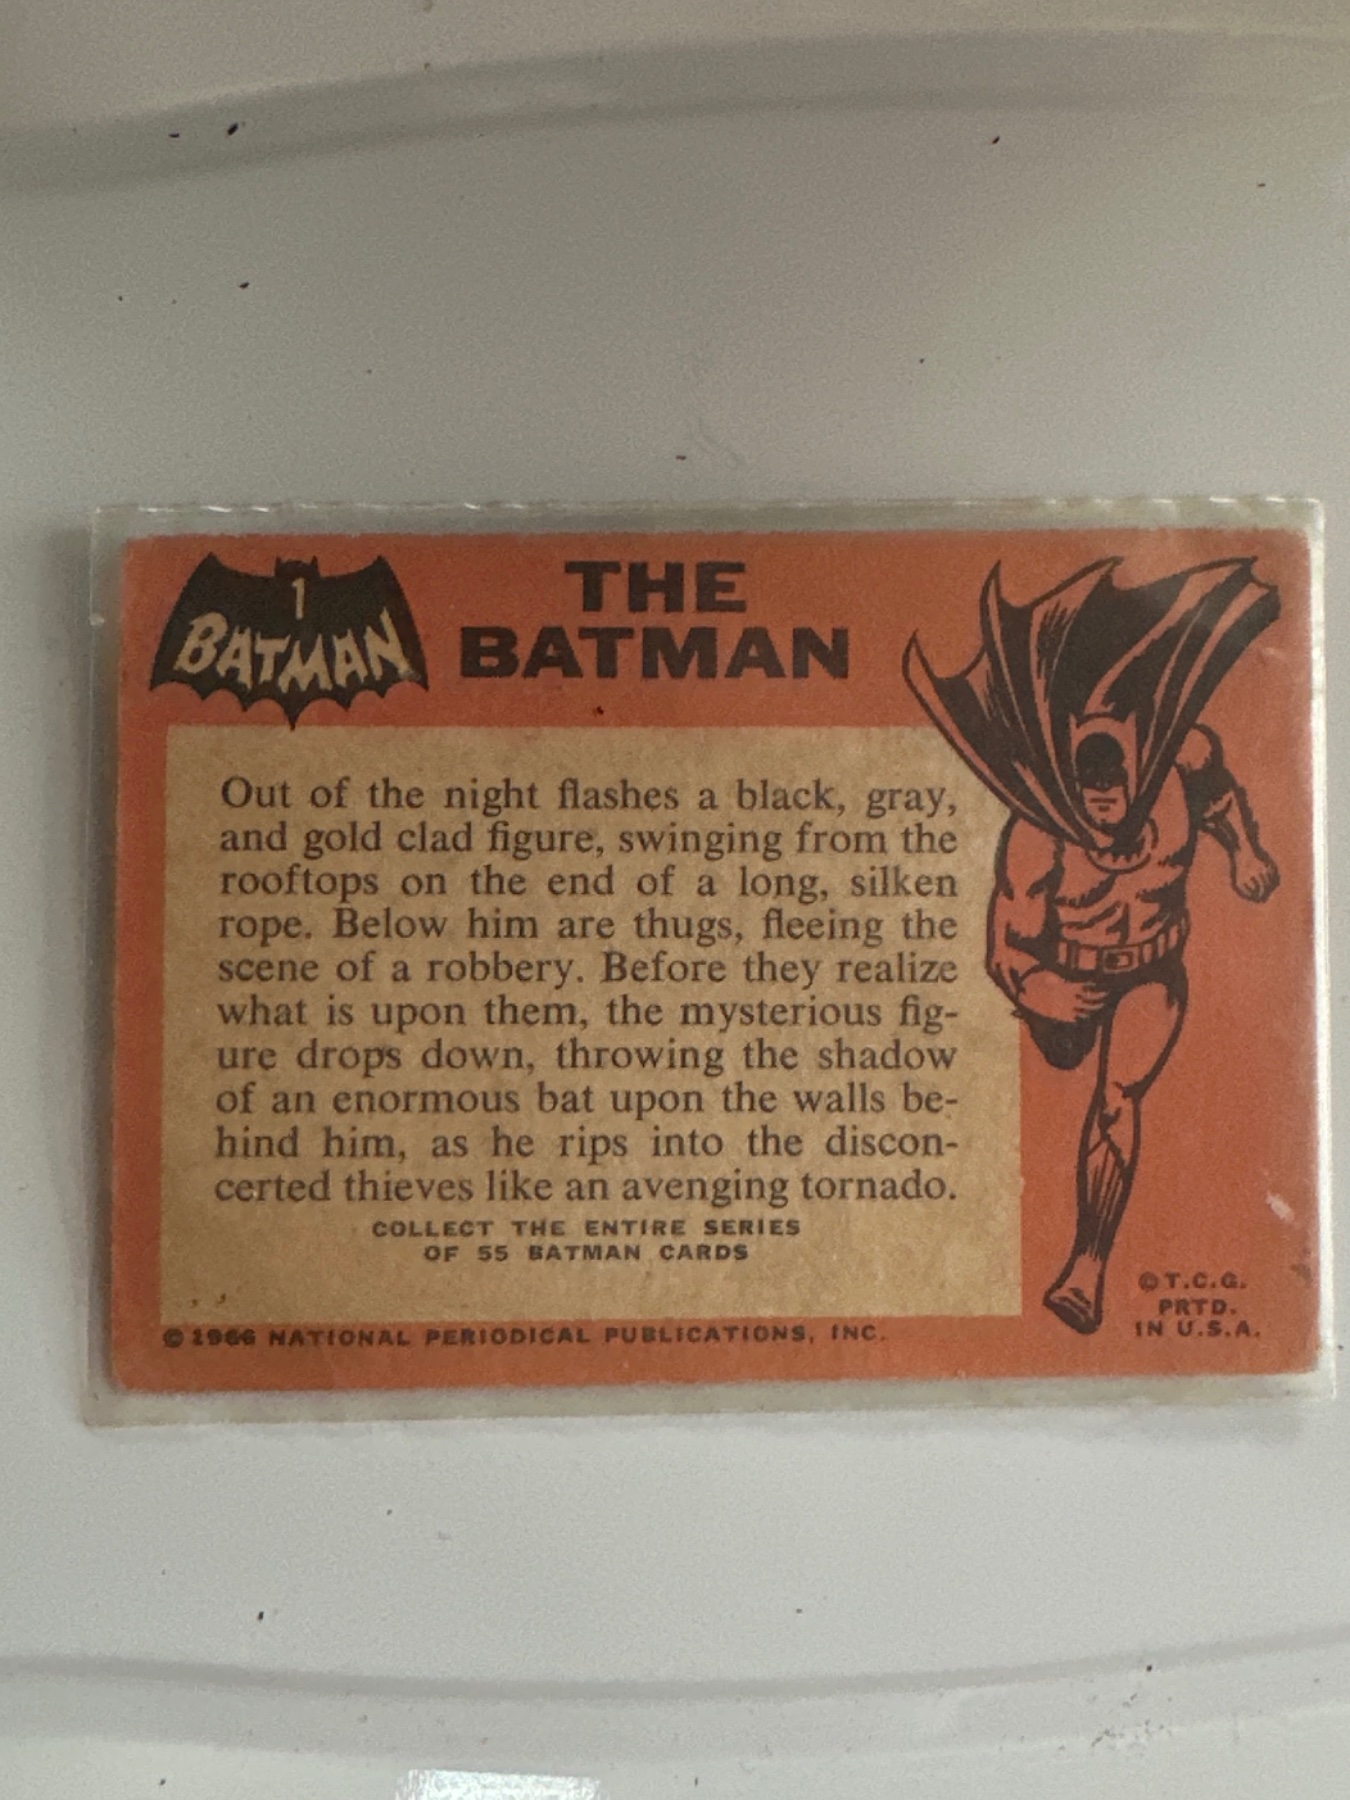 1
BATMAN
THE
BATMAN
Out of the night flashes a black, gray,
and gold clad figure, swinging from the
rooftops on the end of a long, silken
rope. Below him are thugs, fleeing the
scene of a robbery. Before they realize
what is upon them, the mysterious fig-
ure drops down, throwing the shadow
of an enormous bat upon the walls be-
hind him, as he rips into the discon-
certed thieves like an avenging tornado.
COLLECT THE ENTIRE SERIES
OF 55 BATMAN CARDS
© 1966 NATIONAL PERIODICAL PUBLICATIONS, INC.
© T.C.G.
PRTD.
IN U.S.A.